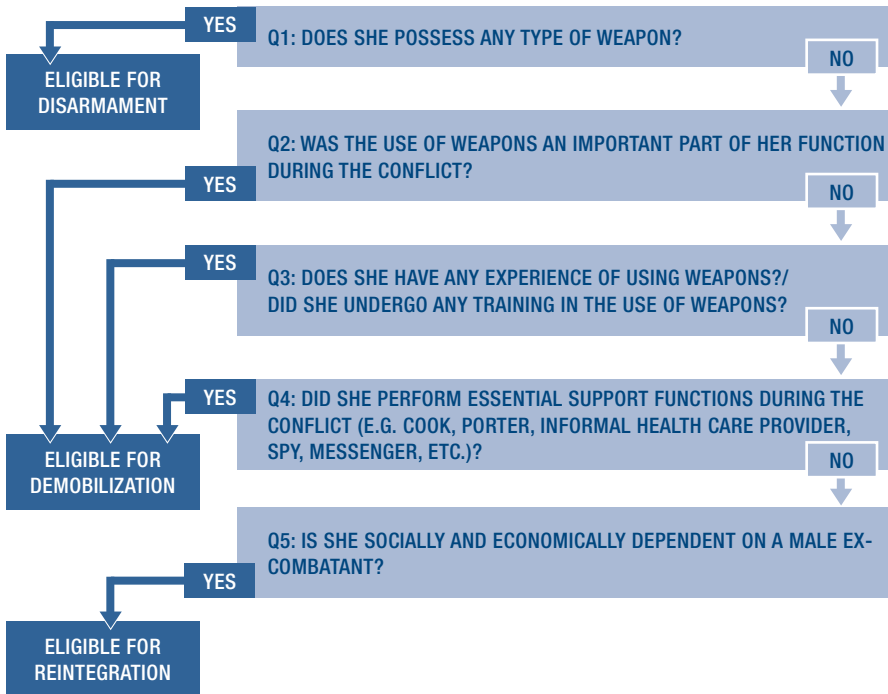 YES
Q1: DOES SHE POSSESS ANY TYPE OF WEAPON?
NO
ELIGIBLE FOR
DISARMAMENT
Q2: WAS THE USE OF WEAPONS AN IMPORTANT PART OF HER FUNCTION
DURING THE CONFLICT?
YES
NO
YES
Q3: DOES SHE HAVE ANY EXPERIENCE OF USING WEAPONS?/
DID SHE UNDERGO ANY TRAINING IN THE USE OF WEAPONS?
NO
YES
Q4: DID SHE PERFORM ESSENTIAL SUPPORT FUNCTIONS DURING THE
CONFLICT (E.G. COOK, PORTER, INFORMAL HEALTH CARE PROVIDER,
SPY, MESSENGER, ETC.)?
NO
ELIGIBLE FOR
DEMOBILIZATION
Q5: IS SHE SOCIALLY AND ECONOMICALLY DEPENDENT ON A MALE EX-
COMBATANT?
YES
ELIGIBLE FOR
REINTEGRATION